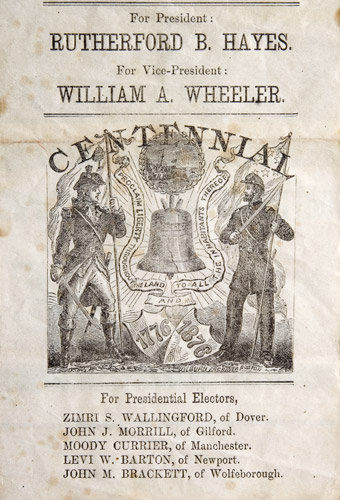 For President:
RUTHERFORD B. HAYES.
For Vice-President:
WILLIAM A. WHEELER.
CENTENNIAL
PROCLAIM LIBERTY THROUGHOUT
THE LAND TO ALL THE INHABITANTS THEREOF
AND
1776 1876
For Presidential Electors,
ZIMRI S. WALLINGFORD, of Dover.
JOHN J. MORRILL, of Gilford.
MOODY CURRIER, of Manchester.
LEVI W. BARTON, of Newport.
JOHN M. BRACKETT, of Wolfeborough.